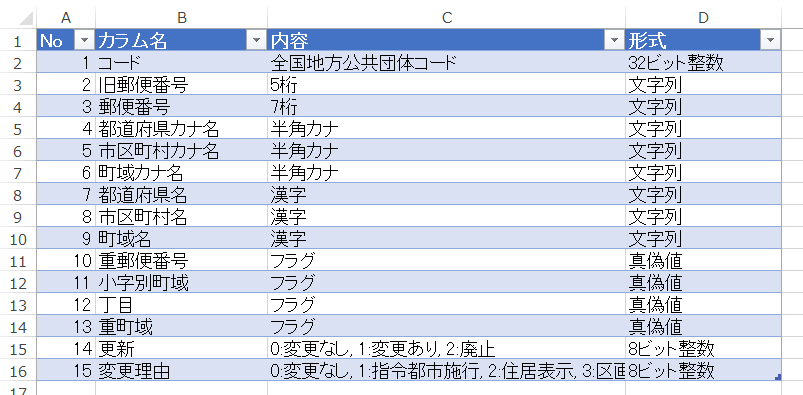 A B C D
1 No カラム名 内容 形式
2 1 コード 全国地方公共団体コード 32ビット整数
3 2 旧郵便番号 5桁 文字列
4 3 郵便番号 7桁 文字列
5 4 都道府県カナ名 半角カナ 文字列
6 5 市区町村カナ名 半角カナ 文字列
7 6 町域カナ名 半角カナ 文字列
8 7 都道府県名 漢字 文字列
9 8 市区町村名 漢字 文字列
10 9 町域名 漢字 文字列
11 10 重郵便番号 フラグ 真偽値
12 11 小字別町域 フラグ 真偽値
13 12 丁目 フラグ 真偽値
14 13 重町域 フラグ 真偽値
15 14 更新 0:変更なし, 1:変更あり, 2:廃止 8ビット整数
16 15 変更理由 0:変更なし, 1:指令都市施行, 2:住居表示, 3:区画 8ビット整数
17